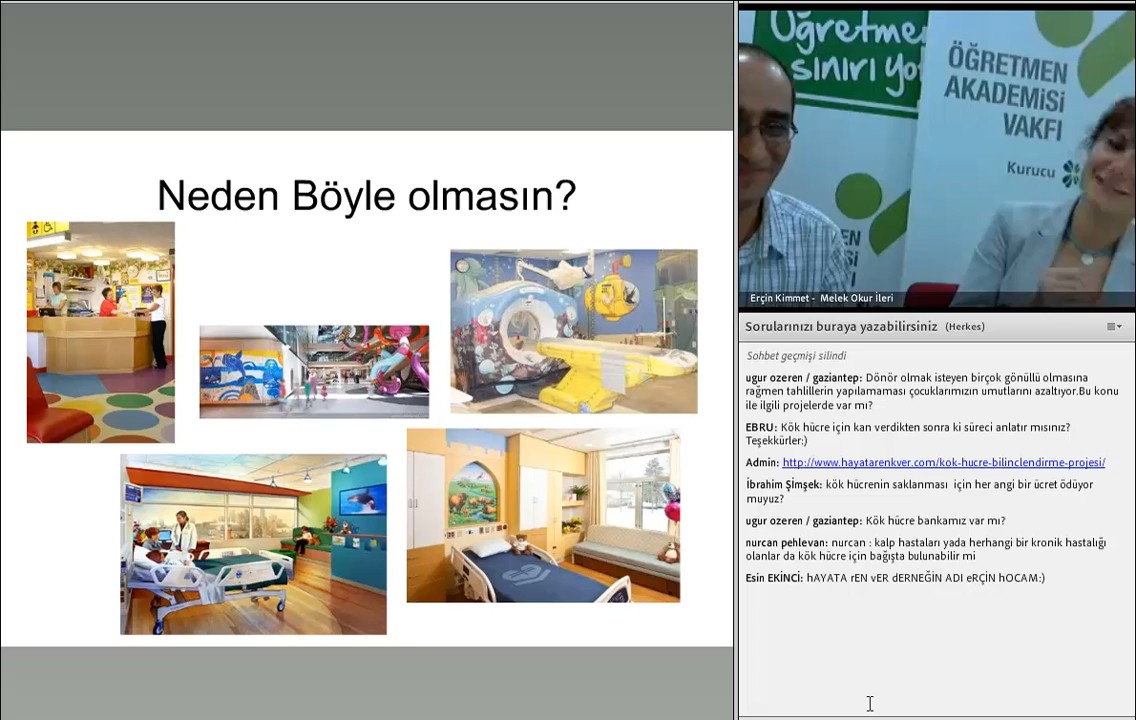 Neden Böyle olmasın?
Öğretme
sınırı yo
ÖĞRETMEN
AKADEMİSİ
VAKFI
Kurucu
EN
Erçin Kimmet - Melek Okur İleri
Sorularınızı buraya yazabilirsiniz (Herkes)
Sohbet geçmişi silindi
ugur ozeren / gaziantep: Dönör olmak isteyen birçok gönüllü olmasına
rağmen tahlillerin yapılamaması çocuklarımızın umutlarını azaltıyor.Bu konu
ile ilgili projelerde var mı?
EBRU: Kök hücre için kan verdikten sonra ki süreci anlatır mısınız?
Teşekkürler:)
Admin: http://www.hayatarenkver.com/kok-hucre-bilinclendirme-projesi/
İbrahim Şimşek: kök hücrenin saklanması için her angi bir ücret ödüyor
muyuz?
ugur ozeren / gaziantep: Kök hücre bankamız var mı?
nurcan pehlevan: nurcan : kalp hastaları yada herhangi bir kronik hastalığı
olanlar da kök hücre için bağışta bulunabilir mi
Esin EKİNCİ: hAYATA rEN vER dERNEĞİN ADI eRÇİN hOCAM:)